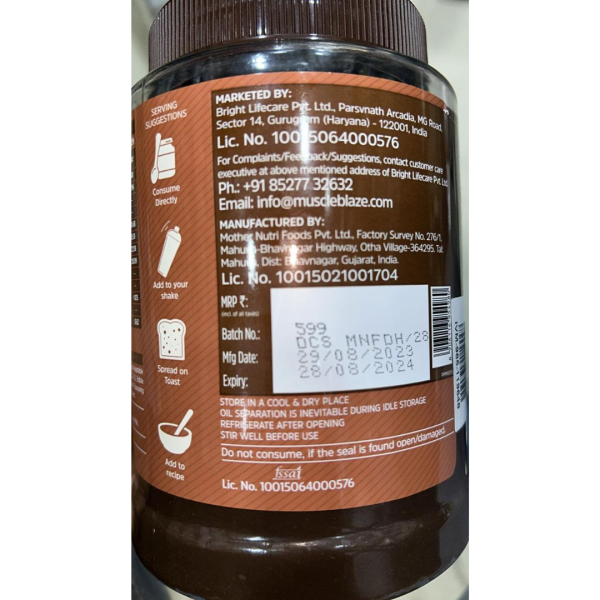 SERVING
SUGGESTIONS
Consume
Directly
Add to your
shake
Spread on
Toast
Add to
recipe
MARKETED BY:
Bright Lifecare Pvt. Ltd., Parsvnath Arcadia, MG Road,
Sector 14, Gurugram (Haryana) - 122001, India
Lic. No. 10015064000576
For Complaints/Feedback/Suggestions, contact customer care
executive at above mentioned address of Bright Lifecare Pvt. Ltd.
Ph.: +91 85277 32632
Email: info@muscleblaze.com
MANUFACTURED BY:
Mother Nutri Foods Pvt. Ltd., Factory Survey No. 276/1,
Mahuva-Bhavnagar Highway, Otha Village-364295. Tal:
Mahuva, Dist: Bhavnagar, Gujarat, India.
Lic. No. 10015021001704
MRP ₹:
(incl. of all taxes)
Batch No.:
Mfg Date:
Expiry:
599
DCS MNFDH/28
29/08/2023
28/08/2024
STORE IN A COOL & DRY PLACE
OIL SEPARATION IS INEVITABLE DURING IDLE STORAGE
REFRIGERATE AFTER OPENING
STIR WELL BEFORE USE
Do not consume, if the seal is found open/damaged.
fssai
Lic. No. 10015064000576